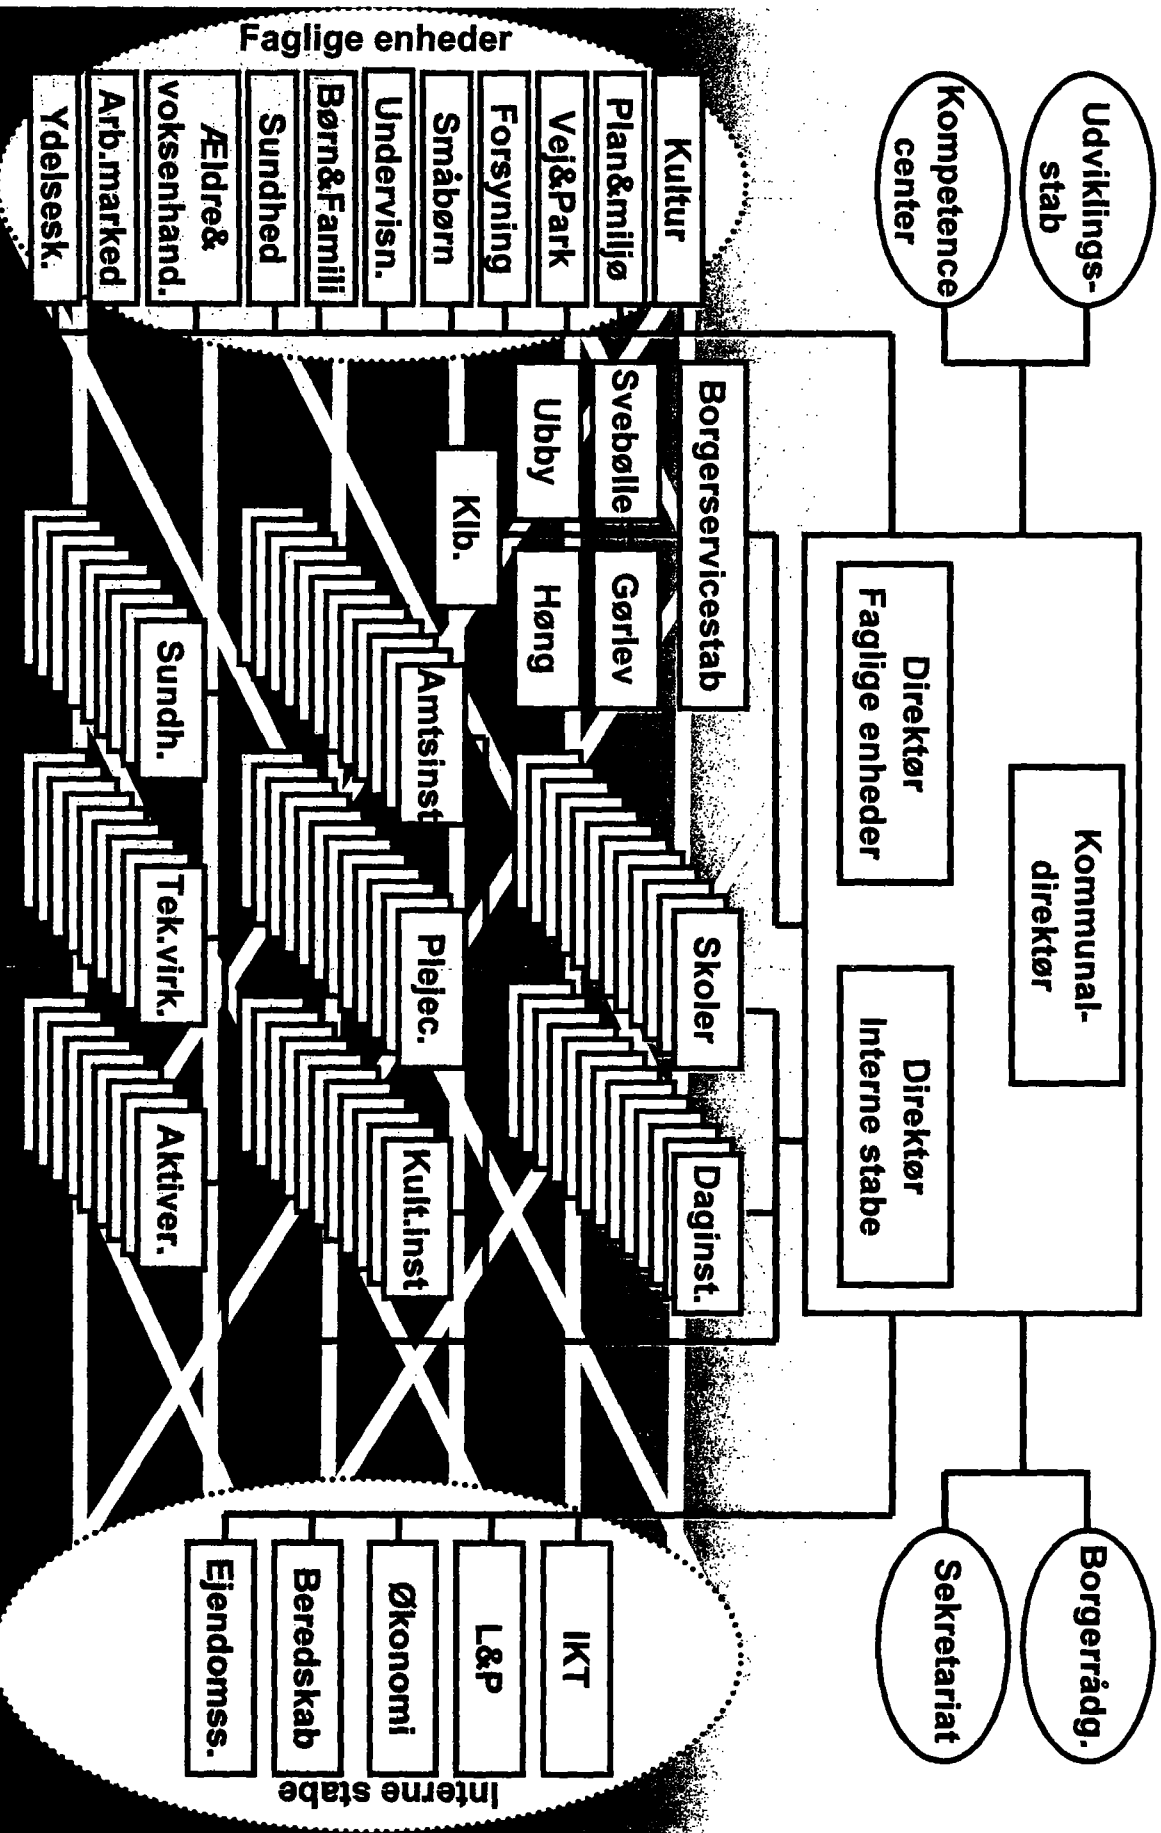 Udviklings-
stab
Kompetence
center
Kommunal-
direktør
Direktør
Faglige enheder
Direktør
Interne stabe
Borgerrådg.
Sekretariat
Faglige enheder
Kultur
Plan&miljø
Vej&Park
Forsyning
Småbørn
Undervisn.
Børn&Famili
Sundhed
Ældre&
voksenhand.
Arb.marked
Ydelsesk.
Borgerservicestab
Svebølle
Gørlev
Ubby
Høng
Klb.
Skoler
Daginst.
Amtsinst
Plejec.
Kult.inst
Sundh.
Tek.virk.
Aktiver.
Interne stabe
IKT
L&P
Økonomi
Beredskab
Ejendomss.